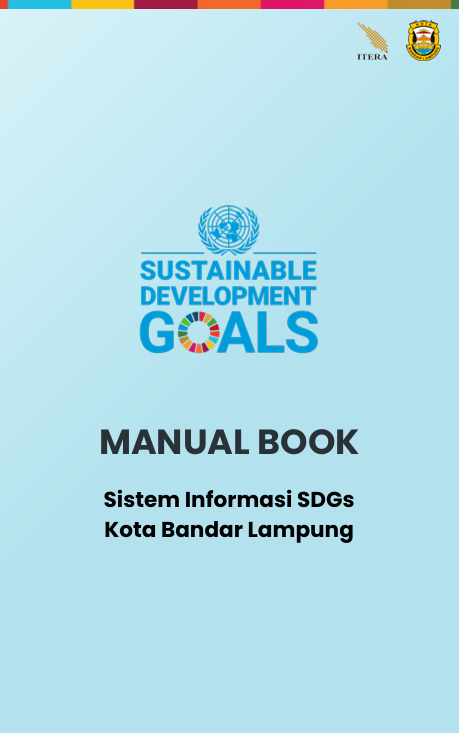 ITERA
SUSTAINABLE
DEVELOPMENT
GOALS
MANUAL BOOK
Sistem Informasi SDGs
Kota Bandar Lampung